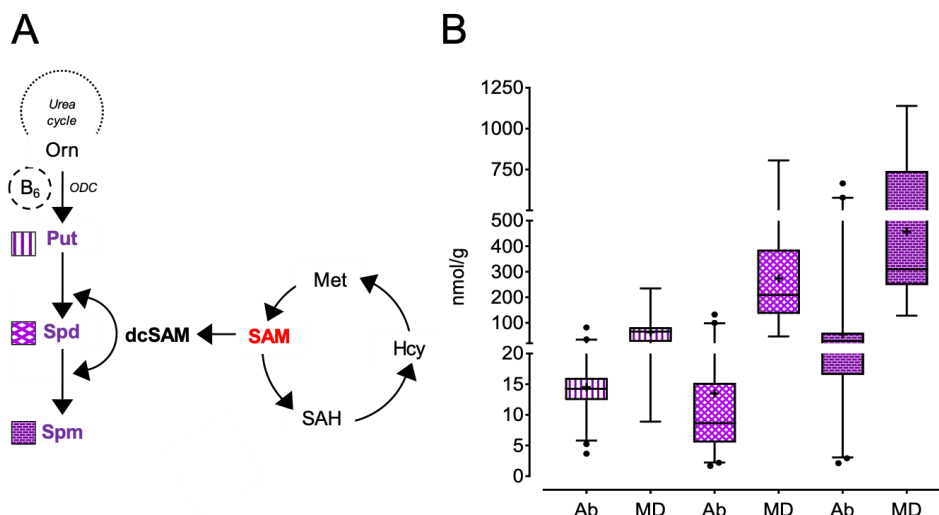 A
Urea
cycle
Orn
B6
ODC
Put
Spd
dcSAM
SAM
Met
Hcy
SAH
Spm
B
nmol/g
1250
1000
750
500
400
300
200
100
20
15
10
5
0
Ab MD Ab MD Ab MD